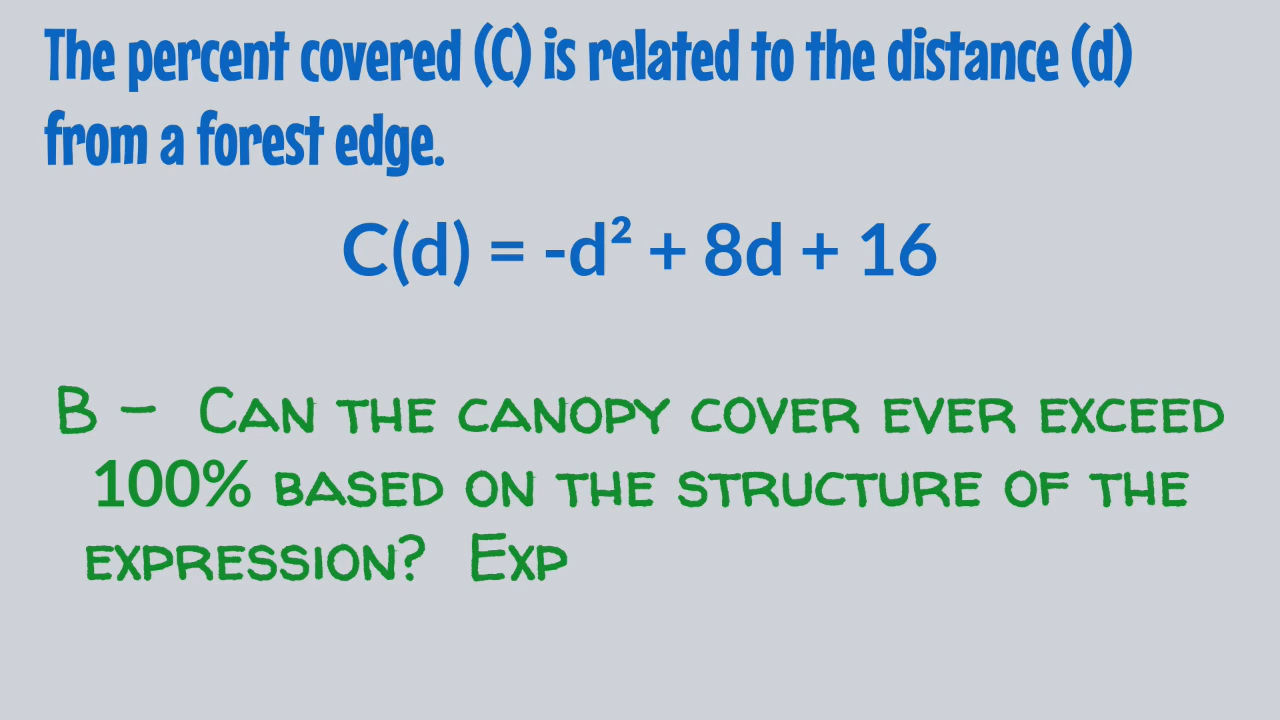 The percent covered (C) is related to the distance (d)
from a forest edge.
C(d) = -d² + 8d + 16
B - Can the canopy cover ever exceed
100% based on the structure of the
expression? Exp